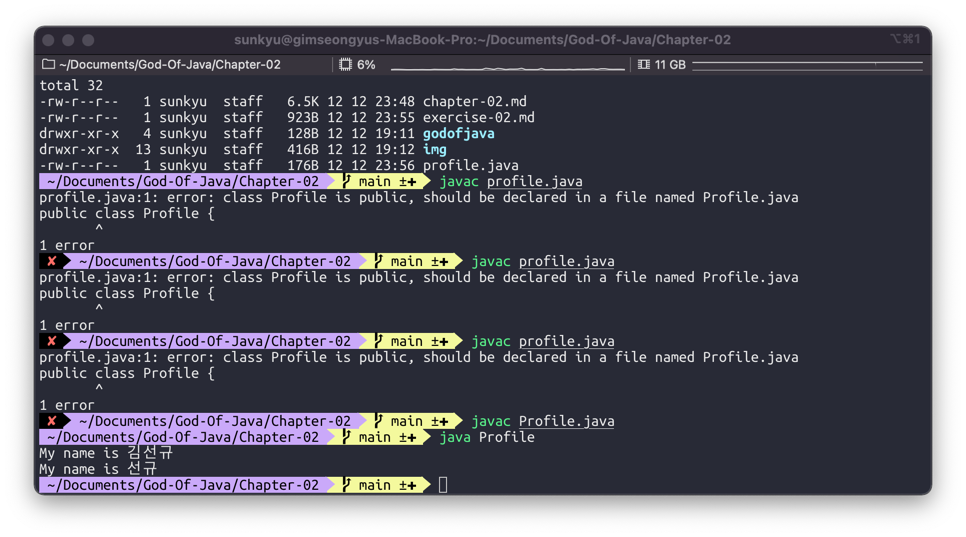 sunkyu@gimseongyus-MacBook-Pro:~/Documents/God-Of-Java/Chapter-02 ⌥⌘1
~/Documents/God-Of-Java/Chapter-02 6% 11 GB
total 32
-rw-r--r--   1 sunkyu  staff   6.5K 12 12 23:48 chapter-02.md
-rw-r--r--   1 sunkyu  staff   923B 12 12 23:55 exercise-02.md
drwxr-xr-x   4 sunkyu  staff   128B 12 12 19:11 godofjava
drwxr-xr-x  13 sunkyu  staff   416B 12 12 19:12 img
-rw-r--r--   1 sunkyu  staff   176B 12 12 23:56 profile.java
~/Documents/God-Of-Java/Chapter-02 main ±✚ javac profile.java
profile.java:1: error: class Profile is public, should be declared in a file named Profile.java
public class Profile {
       ^
1 error
✘ ~/Documents/God-Of-Java/Chapter-02 main ±✚ javac profile.java
profile.java:1: error: class Profile is public, should be declared in a file named Profile.java
public class Profile {
       ^
1 error
✘ ~/Documents/God-Of-Java/Chapter-02 main ±✚ javac profile.java
profile.java:1: error: class Profile is public, should be declared in a file named Profile.java
public class Profile {
       ^
1 error
✘ ~/Documents/God-Of-Java/Chapter-02 main ±✚ javac Profile.java
~/Documents/God-Of-Java/Chapter-02 main ±✚ java Profile
My name is 김선규
My name is 선규
~/Documents/God-Of-Java/Chapter-02 main ±✚